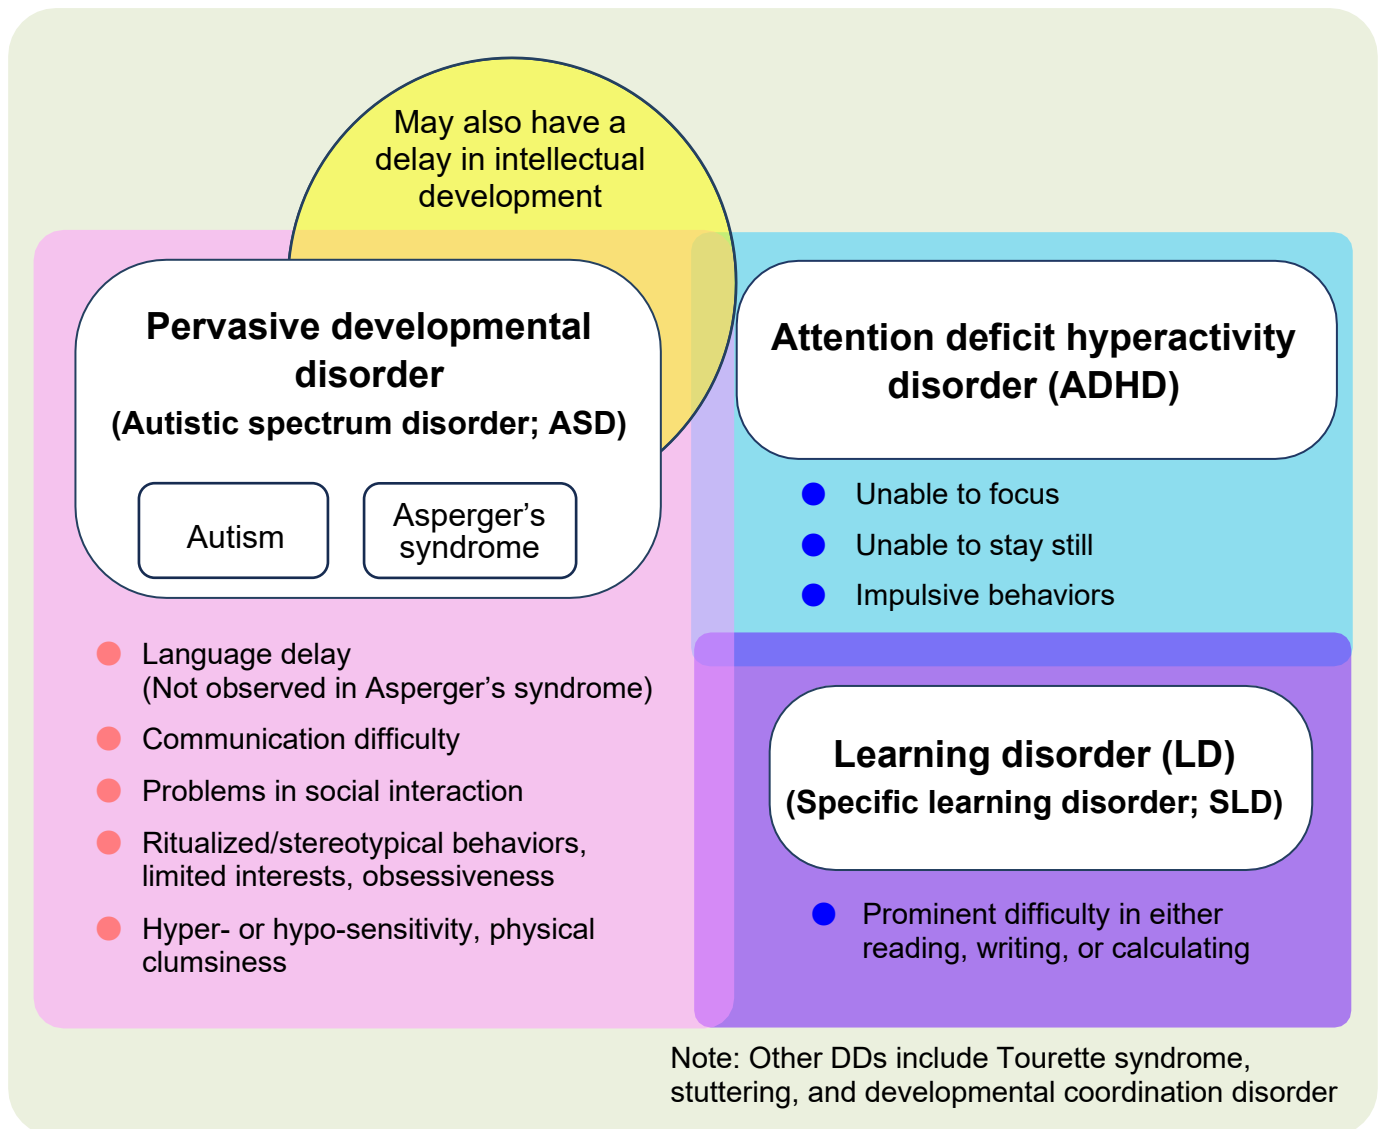 May also have a
delay in intellectual
development
Pervasive developmental
disorder
(Autistic spectrum disorder; ASD)
Autism
Asperger’s
syndrome
Language delay
(Not observed in Asperger’s syndrome)
Communication difficulty
Problems in social interaction
Ritualized/stereotypical behaviors,
limited interests, obsessiveness
Hyper- or hypo-sensitivity, physical
clumsiness
Attention deficit hyperactivity
disorder (ADHD)
Unable to focus
Unable to stay still
Impulsive behaviors
Learning disorder (LD)
(Specific learning disorder; SLD)
Prominent difficulty in either
reading, writing, or calculating
Note: Other DDs include Tourette syndrome,
stuttering, and developmental coordination disorder